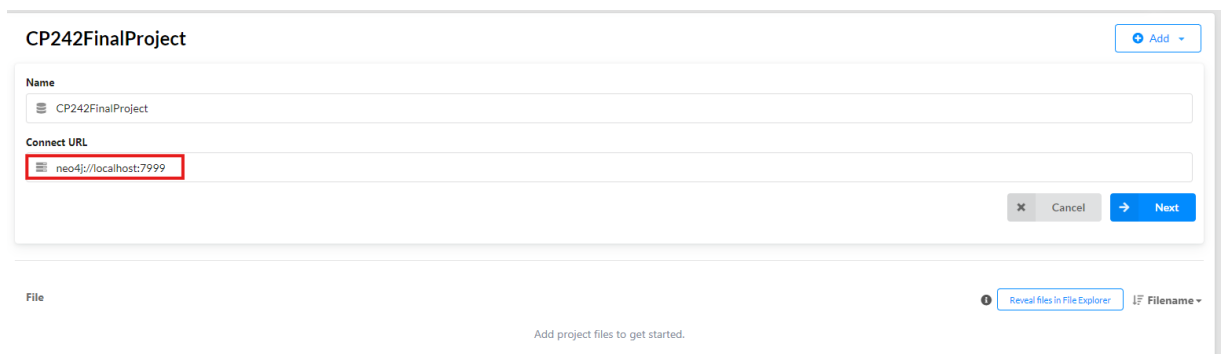 CP242FinalProject
Add
Name
CP242FinalProject
Connect URL
neo4j://localhost:7999
Cancel
Next
File
Reveal files in File Explorer
Filename
Add project files to get started.